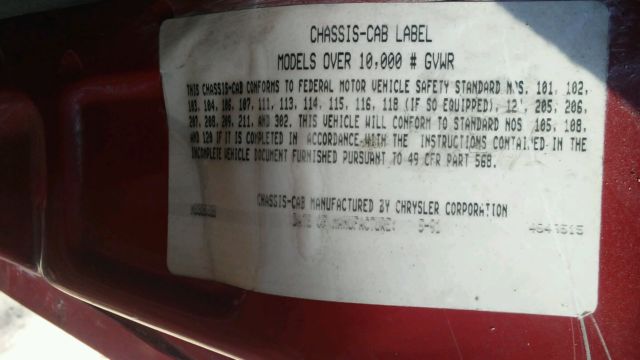 CHASSIS-CAB LABEL
MODELS OVER 10,000 # GVWR
THIS CHASSIS-CAB CONFORMS TO FEDERAL MOTOR VEHICLE SAFETY STANDARD NOS. 101, 102,
103, 104, 106, 107, 111, 113, 114, 115, 116, 118 (IF SO EQUIPPED), 12 , 205, 206,
207, 208, 209, 211, AND 302. THIS VEHICLE WILL CONFORM TO STANDARD NOS 105, 108,
AND 120 IF IT IS COMPLETED IN ACCORDANCE WITH THE INSTRUCTIONS CONTAINED IN THE
INCOMPLETE VEHICLE DOCUMENT FURNISHED PURSUANT TO 49 CFR PART 568.
CHASSIS-CAB MANUFACTURED BY CHRYSLER CORPORATION
DATE OF MANUFACTURE: